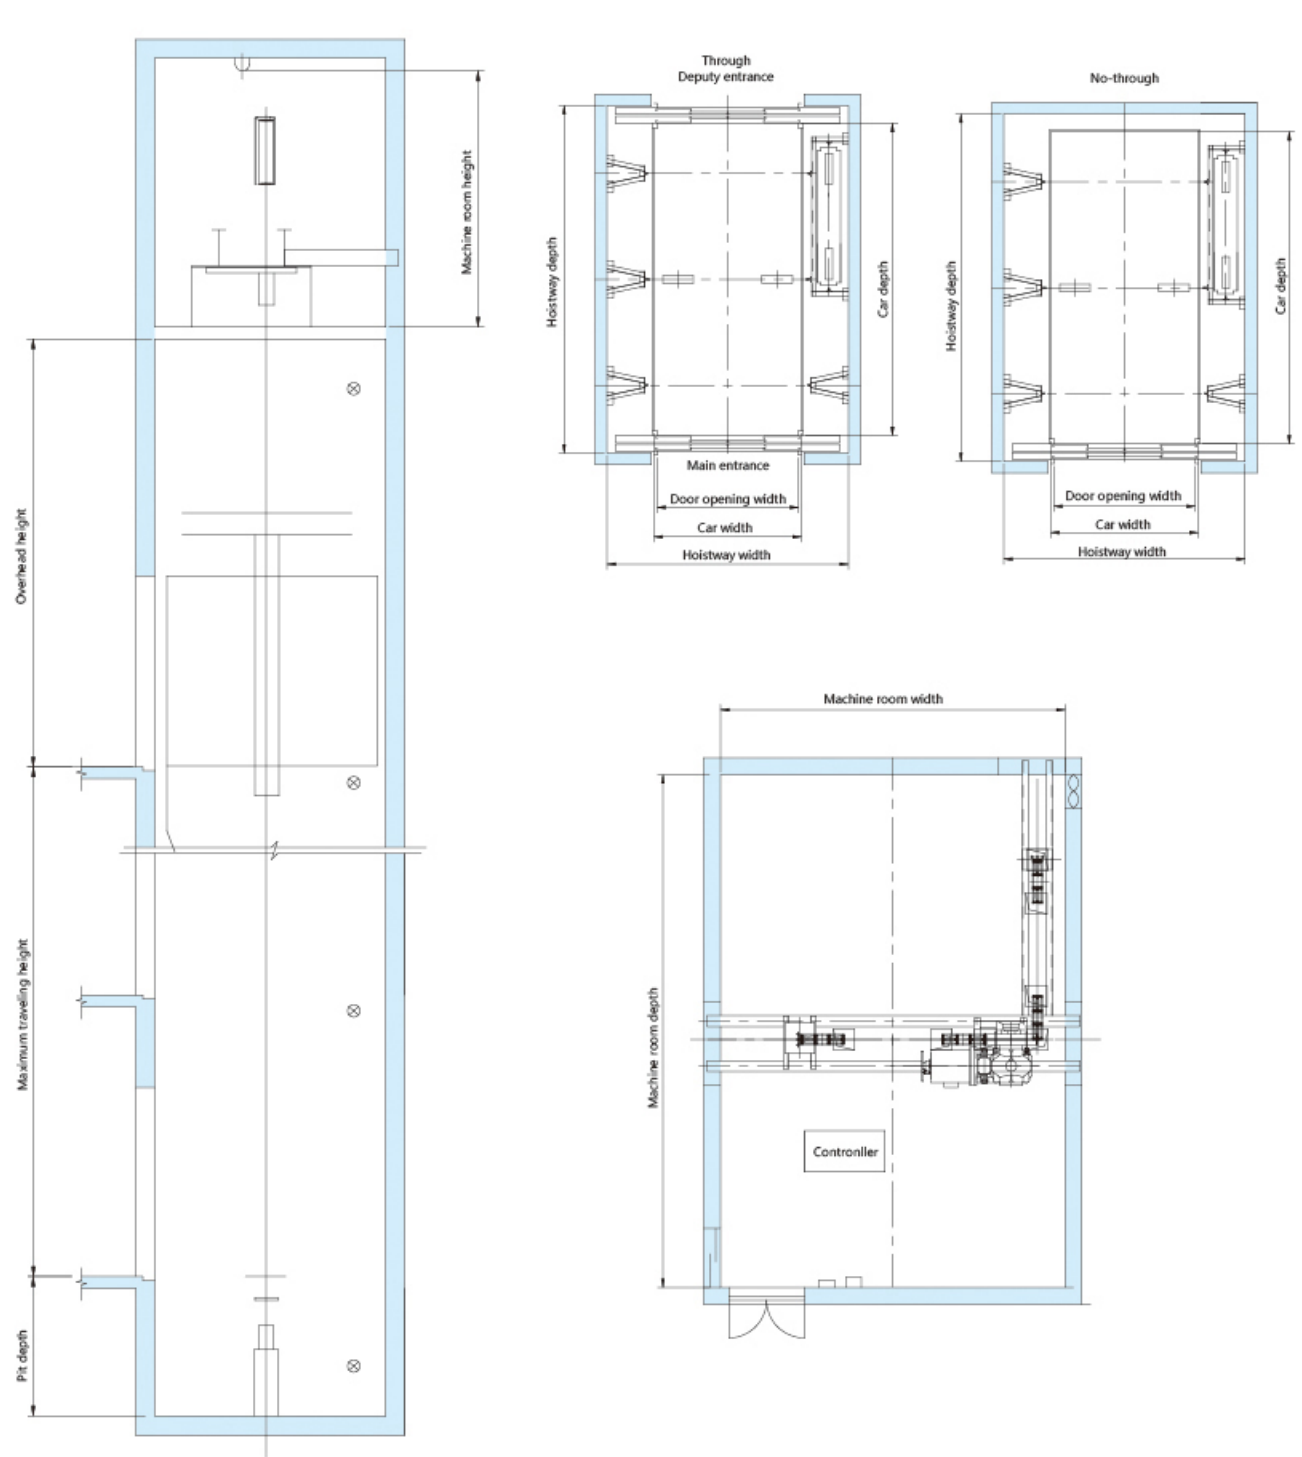 Machine room height
Overhead height
Maximum traveling height
Pit depth
Through
Deputy entrance
Hoistway depth
Car depth
Main entrance
Door opening width
Car width
Hoistway width
No-through
Hoistway depth
Car depth
Door opening width
Car width
Hoistway width
Machine room width
Machine room depth
Contronller